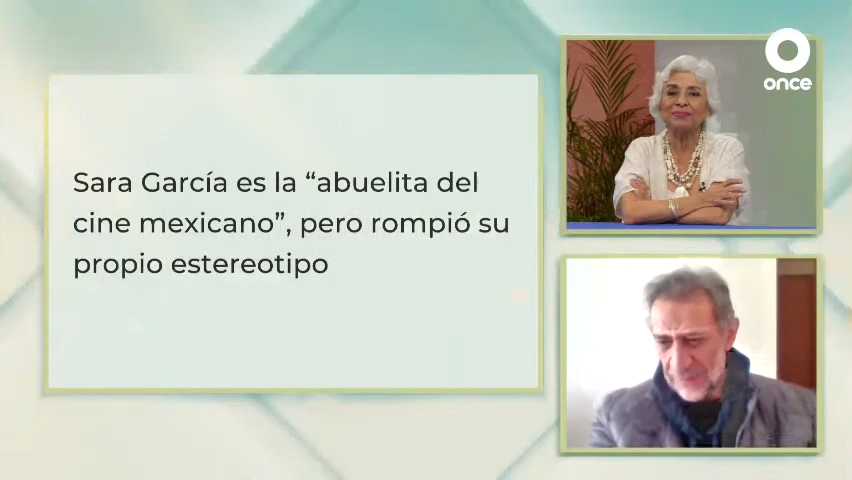 Sara García es la “abuelita del
cine mexicano”, pero rompió su
propio estereotipo
once